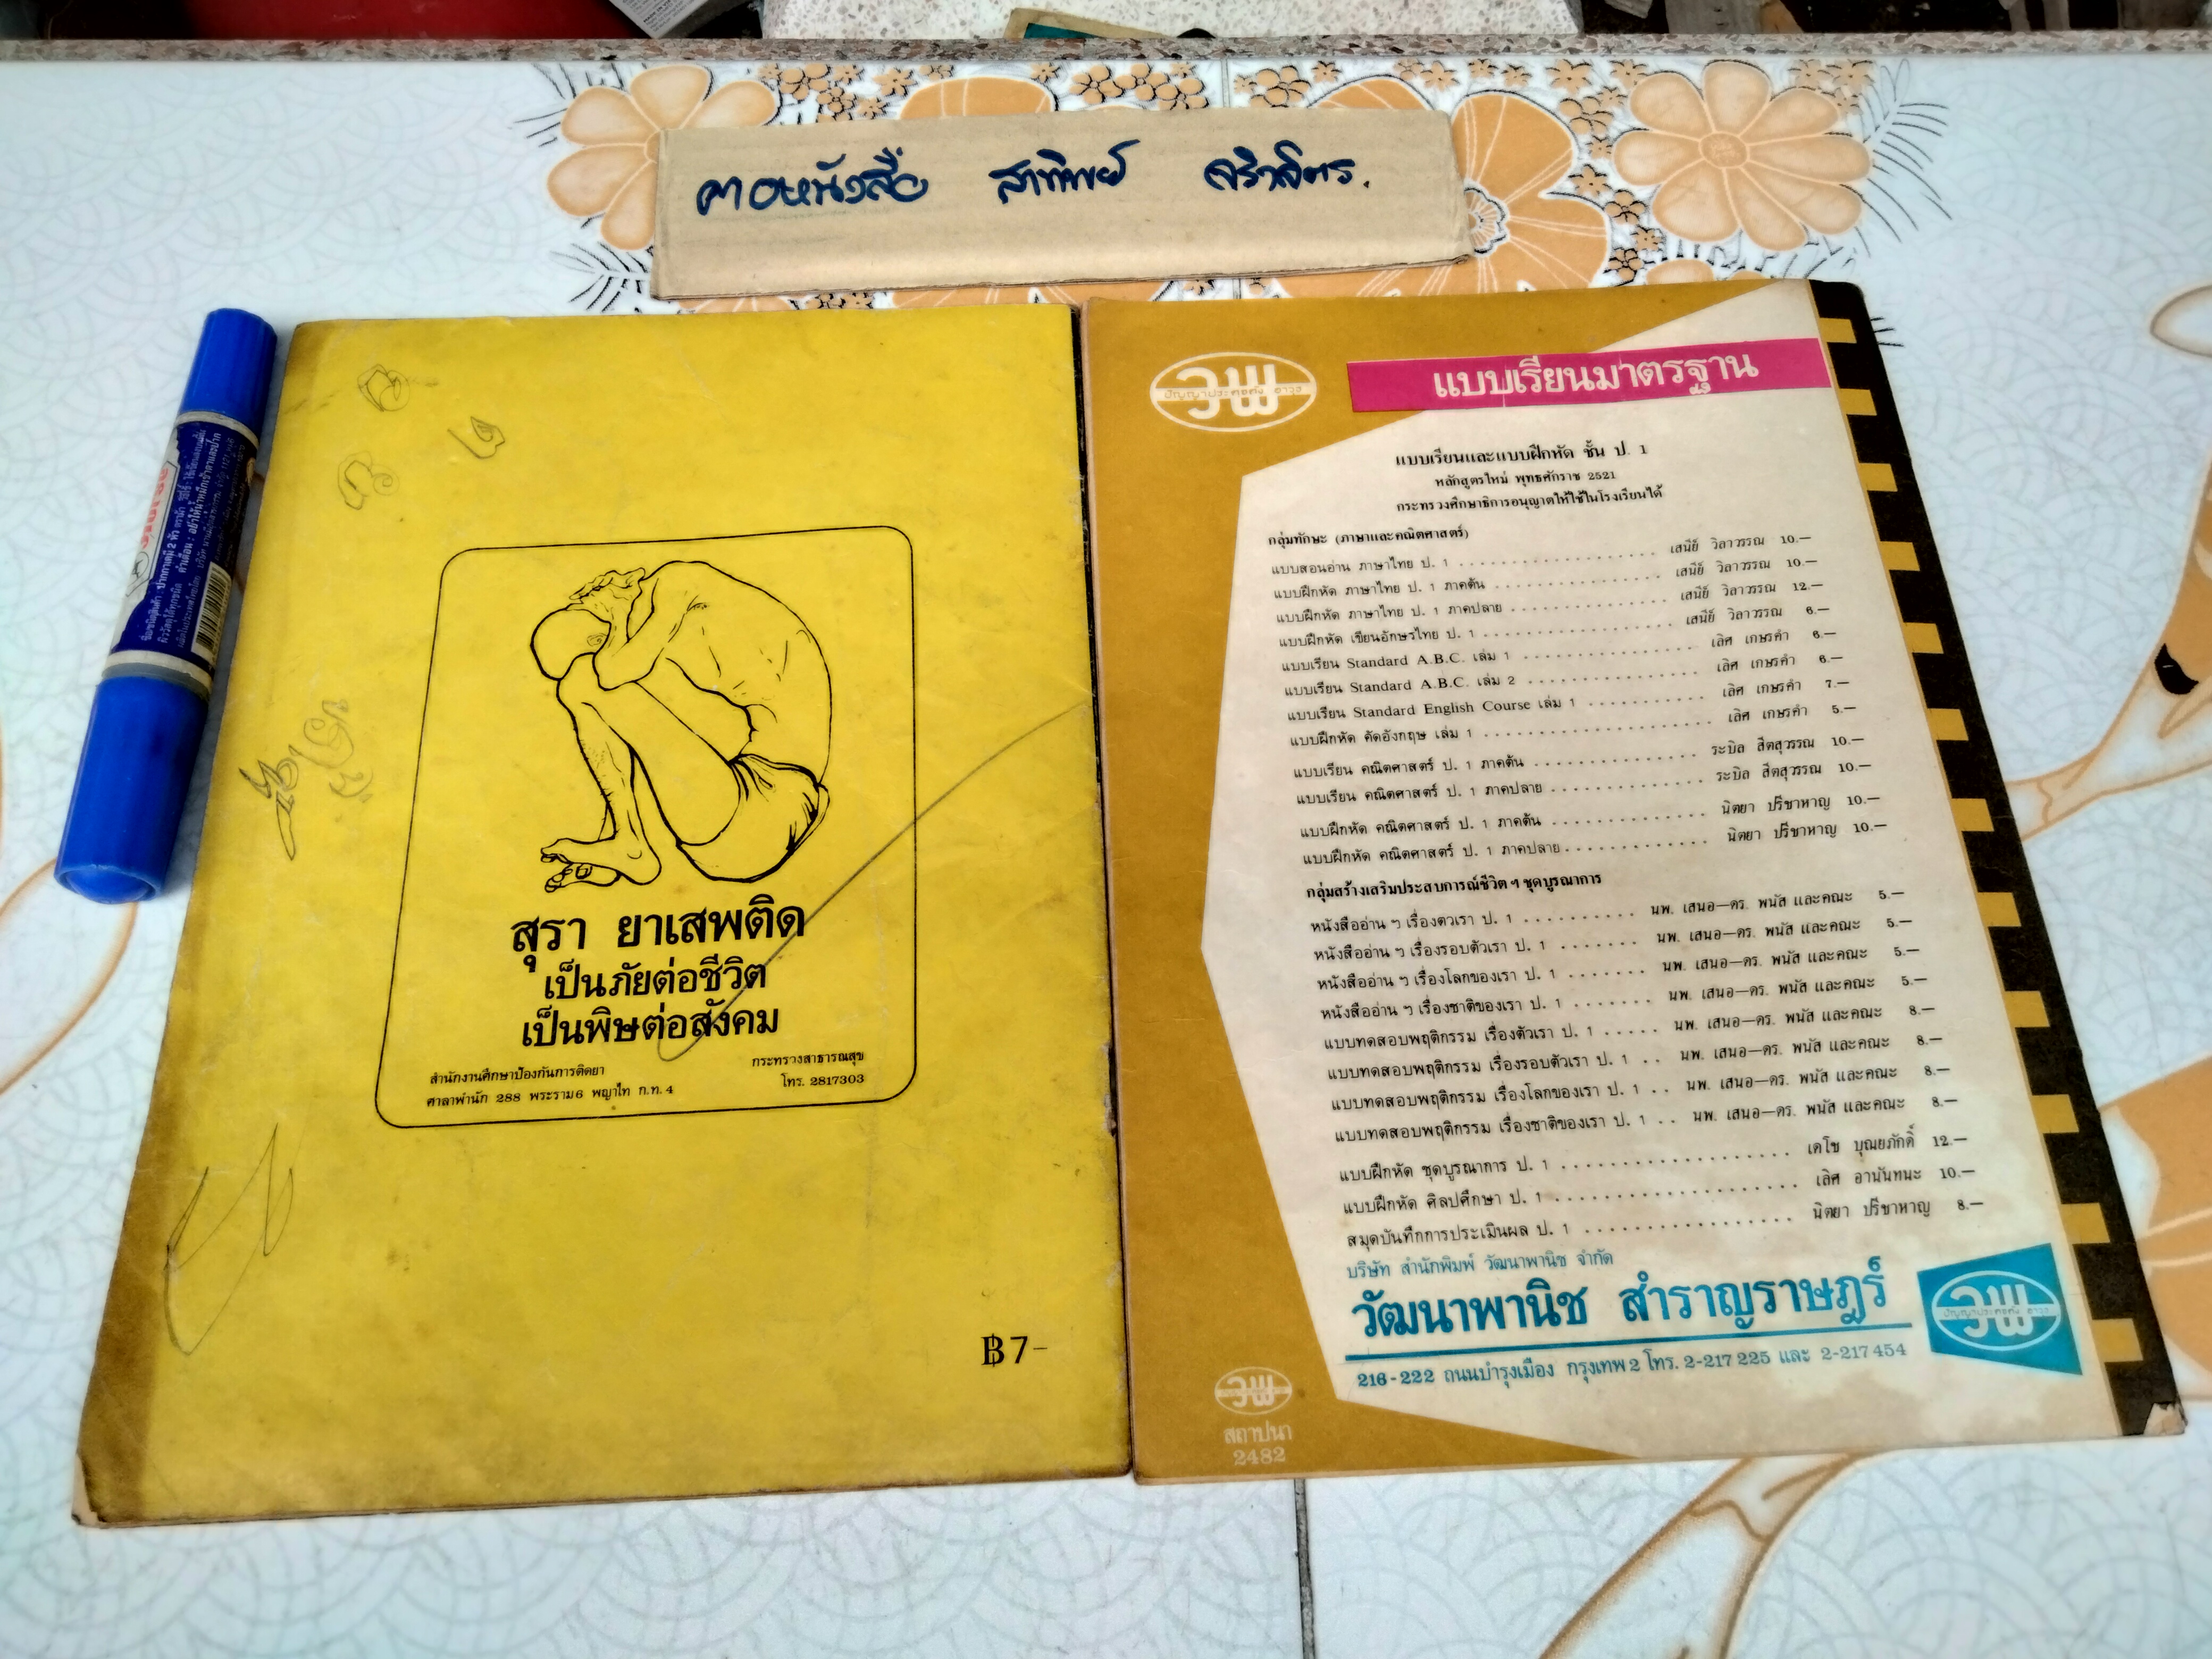 สุรา ยาเสพติด
เป็นภัยต่อชีวิต
เป็นพิษต่อสังคม
สำนักงานศึกษาป้องกันการติดยา กระทรวงสาธารณสุข
ศาลาพำนัก 288 พระราม6 พญาไท ก.ท. 4 โทร. 2817303
฿7-
วพ
ปัญญาประดุจดัง อาวุธ
แบบเรียนมาตรฐาน
แบบเรียนและแบบฝึกหัด ชั้น ป. 1
หลักสูตรใหม่ พุทธศักราช 2521
กระทรวงศึกษาธิการอนุญาตให้ใช้ในโรงเรียนได้
กลุ่มทักษะ (ภาษาและคณิตศาสตร์)
แบบสอนอ่าน ภาษาไทย ป. 1 . . . . . . . . . . เสนีย์ วิลาวรรณ 10.—
แบบฝึกหัด ภาษาไทย ป. 1 ภาคต้น . . . . . . . . . . เสนีย์ วิลาวรรณ 10.—
แบบฝึกหัด ภาษาไทย ป. 1 ภาคปลาย . . . . . . . . . . เสนีย์ วิลาวรรณ 12.—
แบบฝึกหัด เขียนอักษรไทย ป. 1 . . . . . . . . . . เสนีย์ วิลาวรรณ 6.—
แบบเรียน Standard A.B.C. เล่ม 1 . . . . . . . . . . เลิศ เกษรคำ 6.—
แบบเรียน Standard A.B.C. เล่ม 2 . . . . . . . . . . เลิศ เกษรคำ 6.—
แบบเรียน Standard English Course เล่ม 1 . . . . . . . . . . เลิศ เกษรคำ 7.—
แบบฝึกหัด คัดอังกฤษ เล่ม 1 . . . . . . . . . . เลิศ เกษรคำ 5.—
แบบเรียน คณิตศาสตร์ ป. 1 ภาคต้น . . . . . . . . . . ระบิล สีตสุวรรณ 10.—
แบบเรียน คณิตศาสตร์ ป. 1 ภาคปลาย . . . . . . . . . . ระบิล สีตสุวรรณ 10.—
แบบฝึกหัด คณิตศาสตร์ ป. 1 ภาคต้น . . . . . . . . . . นิตยา ปรีชาหาญ 10.—
แบบฝึกหัด คณิตศาสตร์ ป. 1 ภาคปลาย . . . . . . . . . . นิตยา ปรีชาหาญ 10.—
กลุ่มสร้างเสริมประสบการณ์ชีวิต ฯ ชุดบูรณาการ
หนังสืออ่าน ๆ เรื่องตัวเรา ป. 1 . . . . . . . . . . นพ. เสนอ—ดร. พนัส และคณะ 5.—
หนังสืออ่าน ๆ เรื่องรอบตัวเรา ป. 1 . . . . . . . นพ. เสนอ—ดร. พนัส และคณะ 5.—
หนังสืออ่าน ๆ เรื่องโลกของเรา ป. 1 . . . . . . . นพ. เสนอ—ดร. พนัส และคณะ 5.—
หนังสืออ่าน ๆ เรื่องชาติของเรา ป. 1 . . . . . . . นพ. เสนอ—ดร. พนัส และคณะ 5.—
แบบทดสอบพฤติกรรม เรื่องตัวเรา ป. 1 . . . . . นพ. เสนอ—ดร. พนัส และคณะ 8.—
แบบทดสอบพฤติกรรม เรื่องรอบตัวเรา ป. 1 . . นพ. เสนอ—ดร. พนัส และคณะ 8.—
แบบทดสอบพฤติกรรม เรื่องโลกของเรา ป. 1 . . นพ. เสนอ—ดร. พนัส และคณะ 8.—
แบบทดสอบพฤติกรรม เรื่องชาติของเรา ป. 1 . . นพ. เสนอ—ดร. พนัส และคณะ 8.—
แบบฝึกหัด ชุดบูรณาการ ป. 1 . . . . . . . . . . เดโช บุณยภักดิ์ 12.—
แบบฝึกหัด ศิลปศึกษา ป. 1 . . . . . . . . . . เลิศ อานันทนะ 10.—
สมุดบันทึกการประเมินผล ป. 1 . . . . . . . . . . นิตยา ปรีชาหาญ 8.—
บริษัท สำนักพิมพ์ วัฒนาพานิช จำกัด
วัฒนาพานิช สำราญราษฎร์
216-222 ถนนบำรุงเมือง กรุงเทพ 2 โทร. 2-217 225 และ 2-217 454
วพ
วพ
สถาปนา
2482